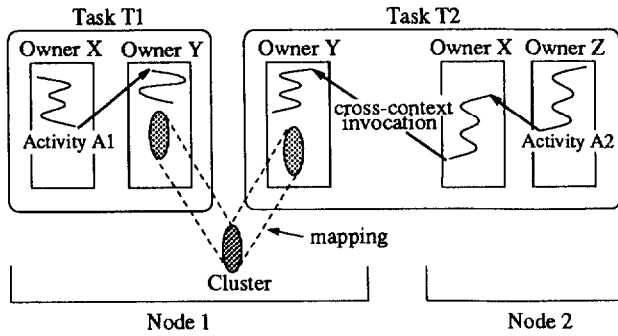 Task T1
Task T2
Owner X
Owner Y
Owner Y
Owner X
Owner Z
cross-context
invocation
Activity A1
Activity A2
mapping
Cluster
Node 1
Node 2